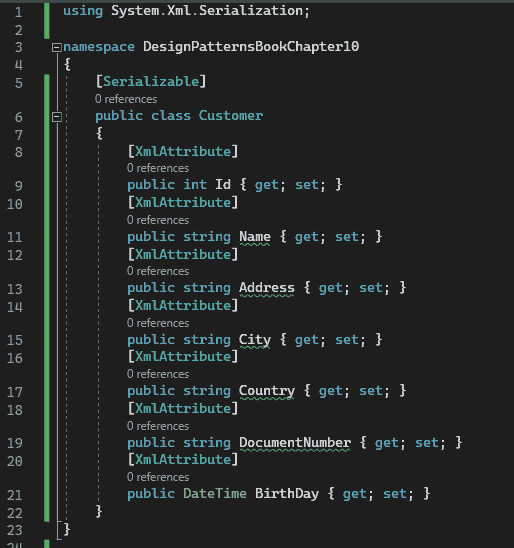 1 using System.Xml.Serialization;
2
3 namespace DesignPatternsBookChapter10
4 {
5 [Serializable]
0 references
6 public class Customer
7 {
8 [XmlAttribute]
0 references
9 public int Id { get; set; }
10 [XmlAttribute]
0 references
11 public string Name { get; set; }
12 [XmlAttribute]
0 references
13 public string Address { get; set; }
14 [XmlAttribute]
0 references
15 public string City { get; set; }
16 [XmlAttribute]
0 references
17 public string Country { get; set; }
18 [XmlAttribute]
0 references
19 public string DocumentNumber { get; set; }
20 [XmlAttribute]
0 references
21 public DateTime BirthDay { get; set; }
22 }
23 }
24